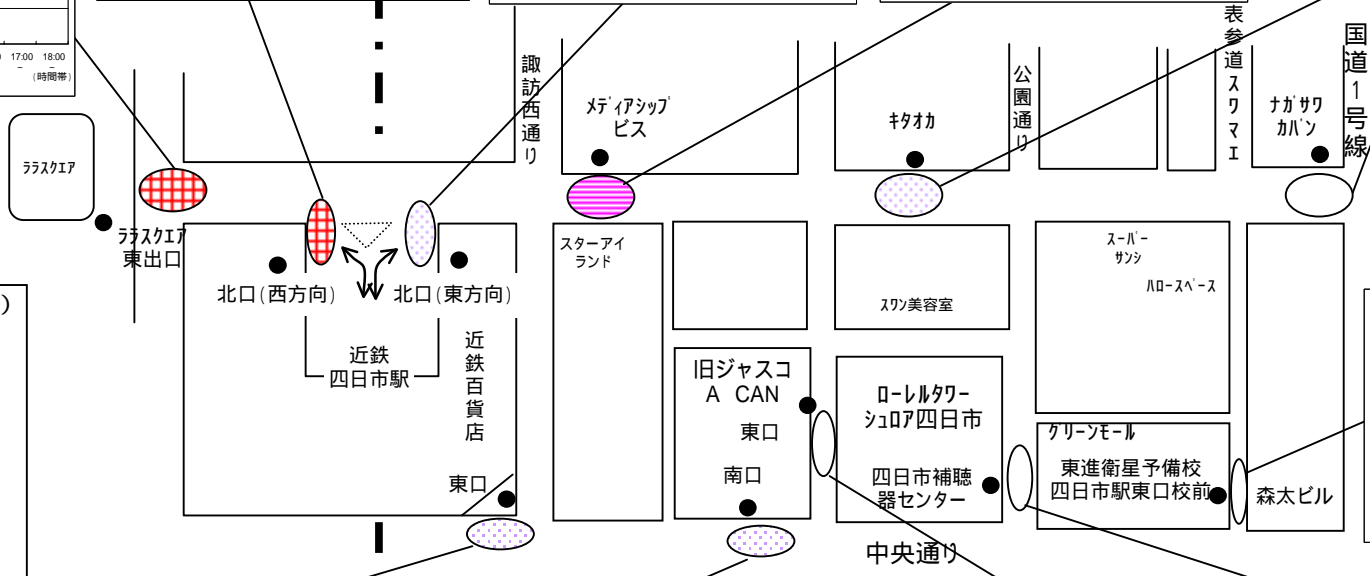 17:00 18:00
~ ~
(時間帯)
諏訪西通り
公園通り
表参道スワマエ
国道1号線
ララスクエア
メディアシップ
ビス
キタオカ
ナガサワ
カバン
ララスクエア
東出口
北口(西方向)
北口(東方向)
近鉄
四日市駅
近鉄百貨店
東口
スターアイ
ランド
旧ジャスコ
A CAN
東口
南口
スワン美容室
ローレルタワー
シュロア四日市
四日市補聴
器センター
スーパー
サンシ
ハロースペース
グリーンモール
東進衛星予備校
四日市駅東口校前
森太ビル
中央通り
)